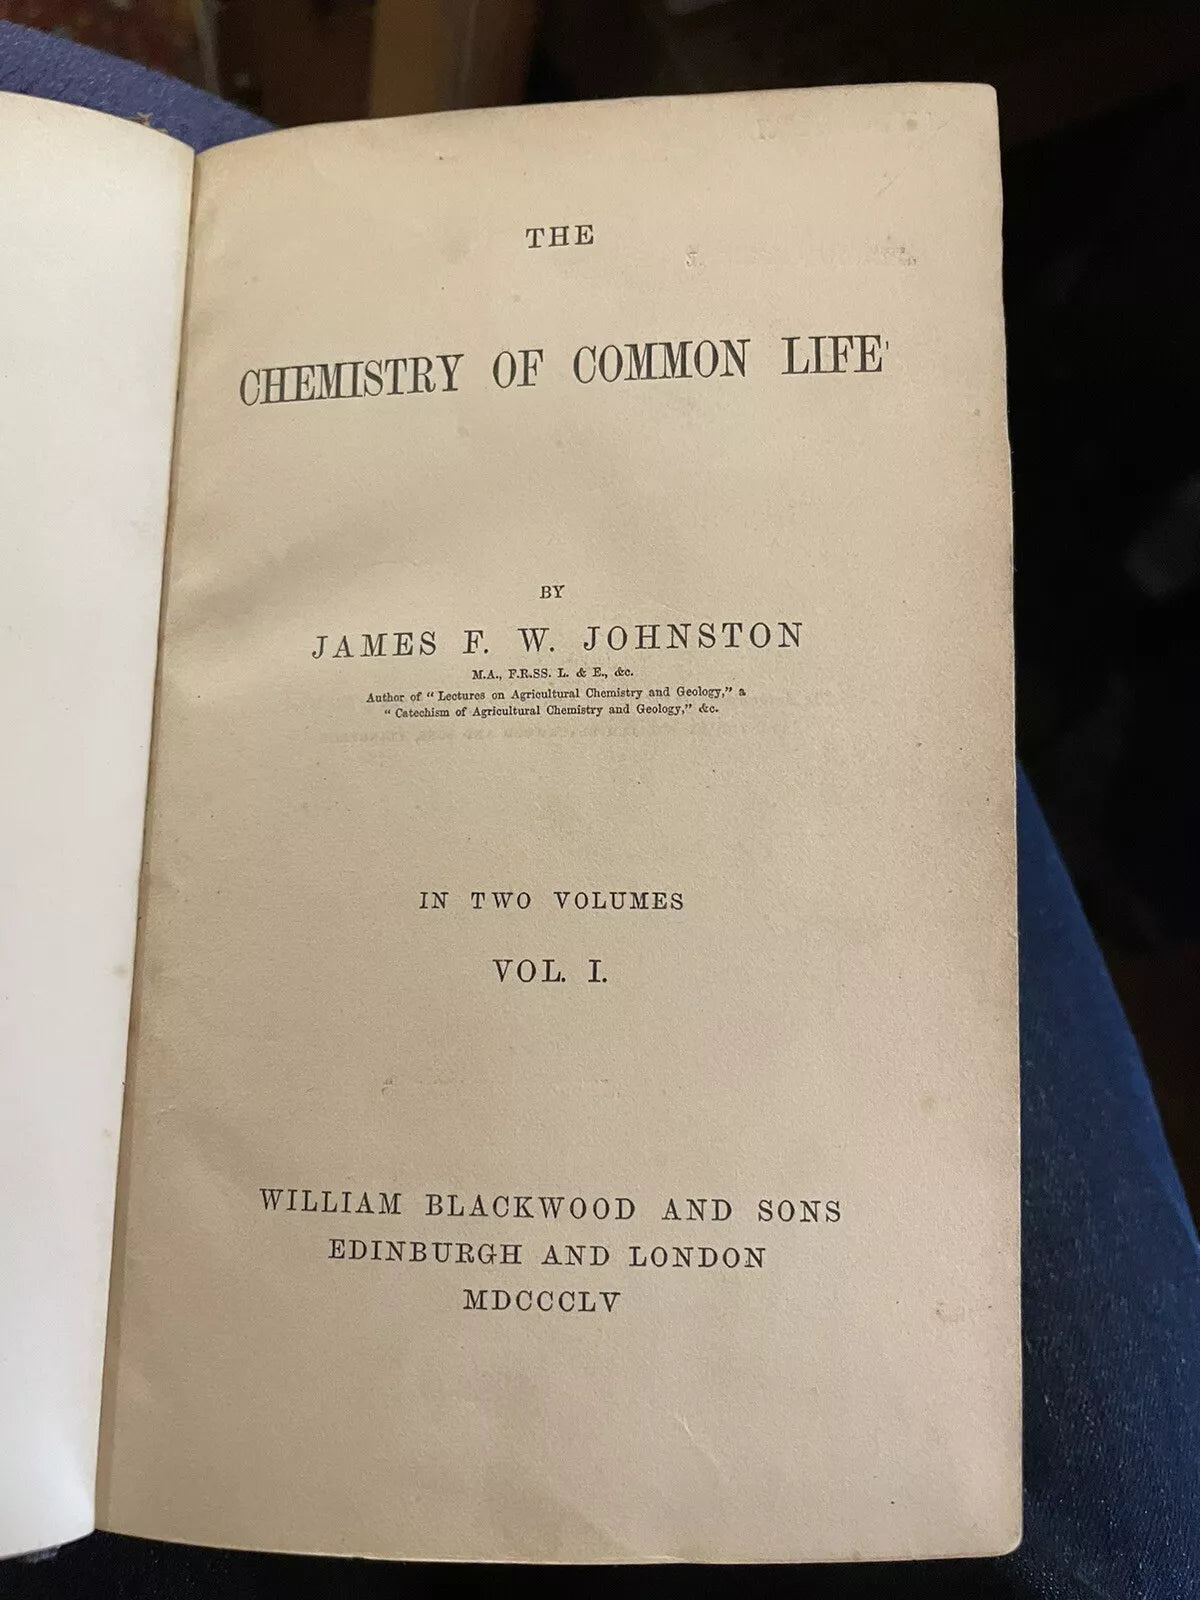 THE
CHEMISTRY OF COMMON LIFE
BY
JAMES F. W. JOHNSTON
M.A., F.R.SS. L. & E., &c.
Author of “ Lectures on Agricultural Chemistry and Geology,” a
“ Catechism of Agricultural Chemistry and Geology,” &c.
IN TWO VOLUMES
VOL. I.
WILLIAM BLACKWOOD AND SONS
EDINBURGH AND LONDON
MDCCCLV